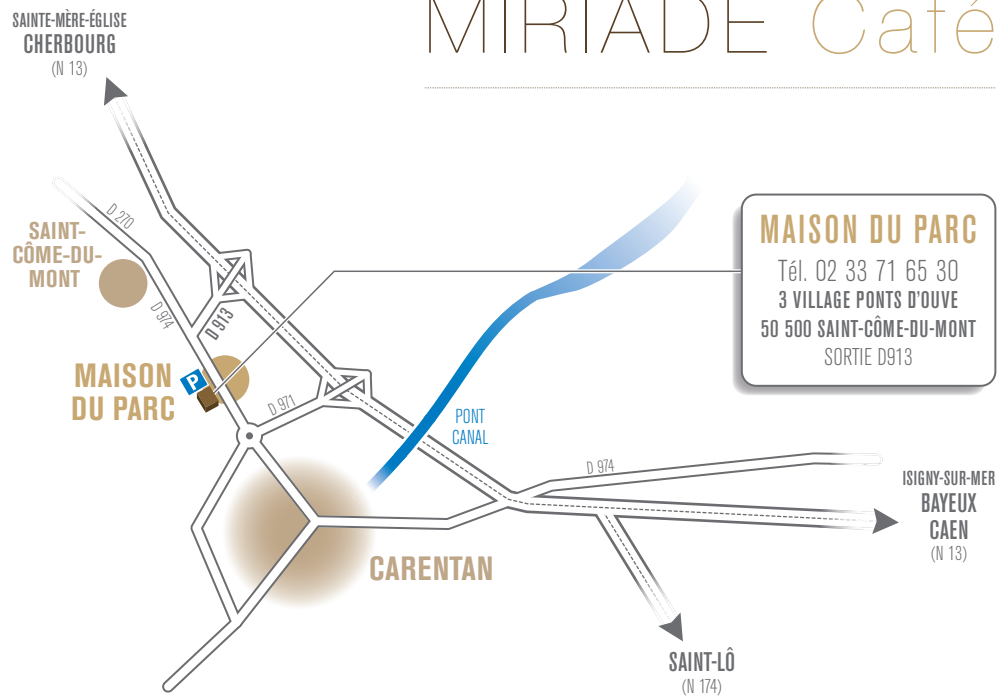 SAINTE-MÈRE-ÉGLISE
CHERBOURG
(N 13)
MIRIADE Café
D 270
SAINT-
CÔME-DU-
MONT
D 974
D 913
MAISON DU PARC
Tél. 02 33 71 65 30
3 VILLAGE PONTS D'OUVE
50 500 SAINT-CÔME-DU-MONT
SORTIE D913
MAISON
DU PARC
P
D 971
PONT
CANAL
D 974
ISIGNY-SUR-MER
BAYEUX
CAEN
(N 13)
CARENTAN
SAINT-LÔ
(N 174)